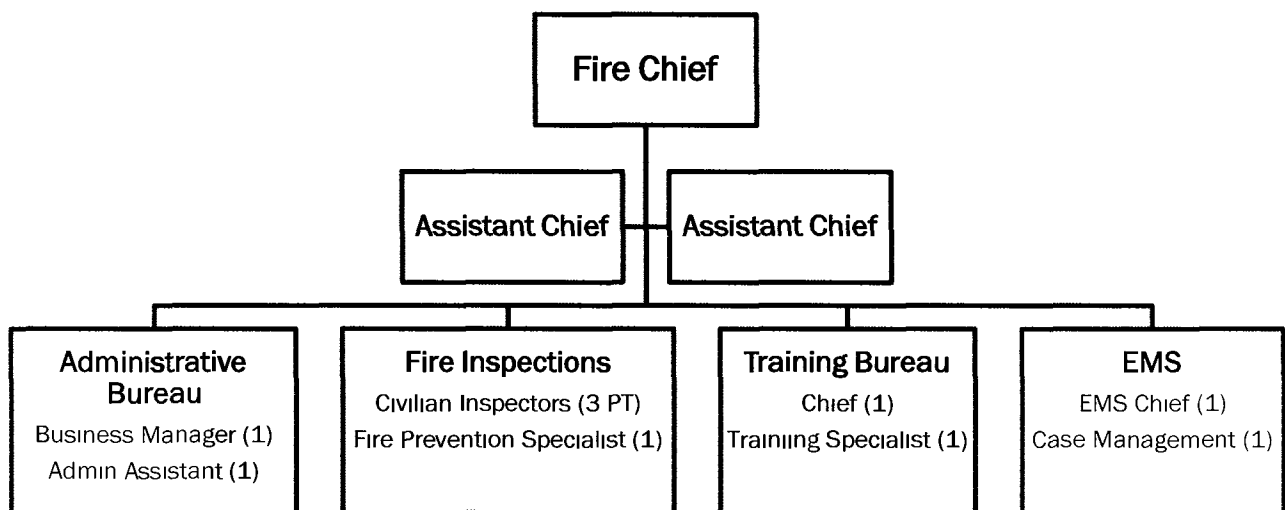 Fire Chief
Assistant Chief
Assistant Chief
Administrative
Bureau
Business Manager (1)
Admin Assistant (1)
Fire Inspections
Civilian Inspectors (3 PT)
Fire Prevention Specialist (1)
Training Bureau
Chief (1)
Training Specialist (1)
EMS
EMS Chief (1)
Case Management (1)